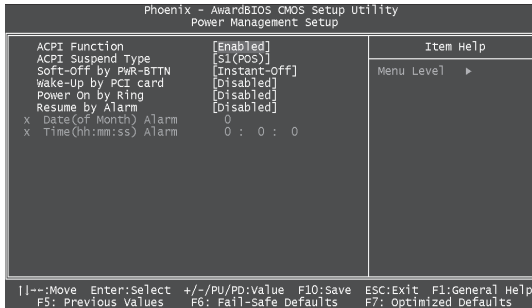 Phoenix - AwardBIOS CMOS Setup Utility
Power Management Setup
ACPI Function [Enabled]
ACPI Suspend Type [S1(POS)]
Soft-Off by PWR-BTTN [Instant-Off]
Wake-Up by PCI card [Disabled]
Power On by Ring [Disabled]
Resume by Alarm [Disabled]
x Date(of Month) Alarm 0
x Time(hh:mm:ss) Alarm 0 : 0 : 0
Item Help
Menu Level ►
↑↓→←:Move Enter:Select +/-/PU/PD:Value F10:Save ESC:Exit F1:General Help
F5: Previous Values F6: Fail-Safe Defaults F7: Optimized Defaults